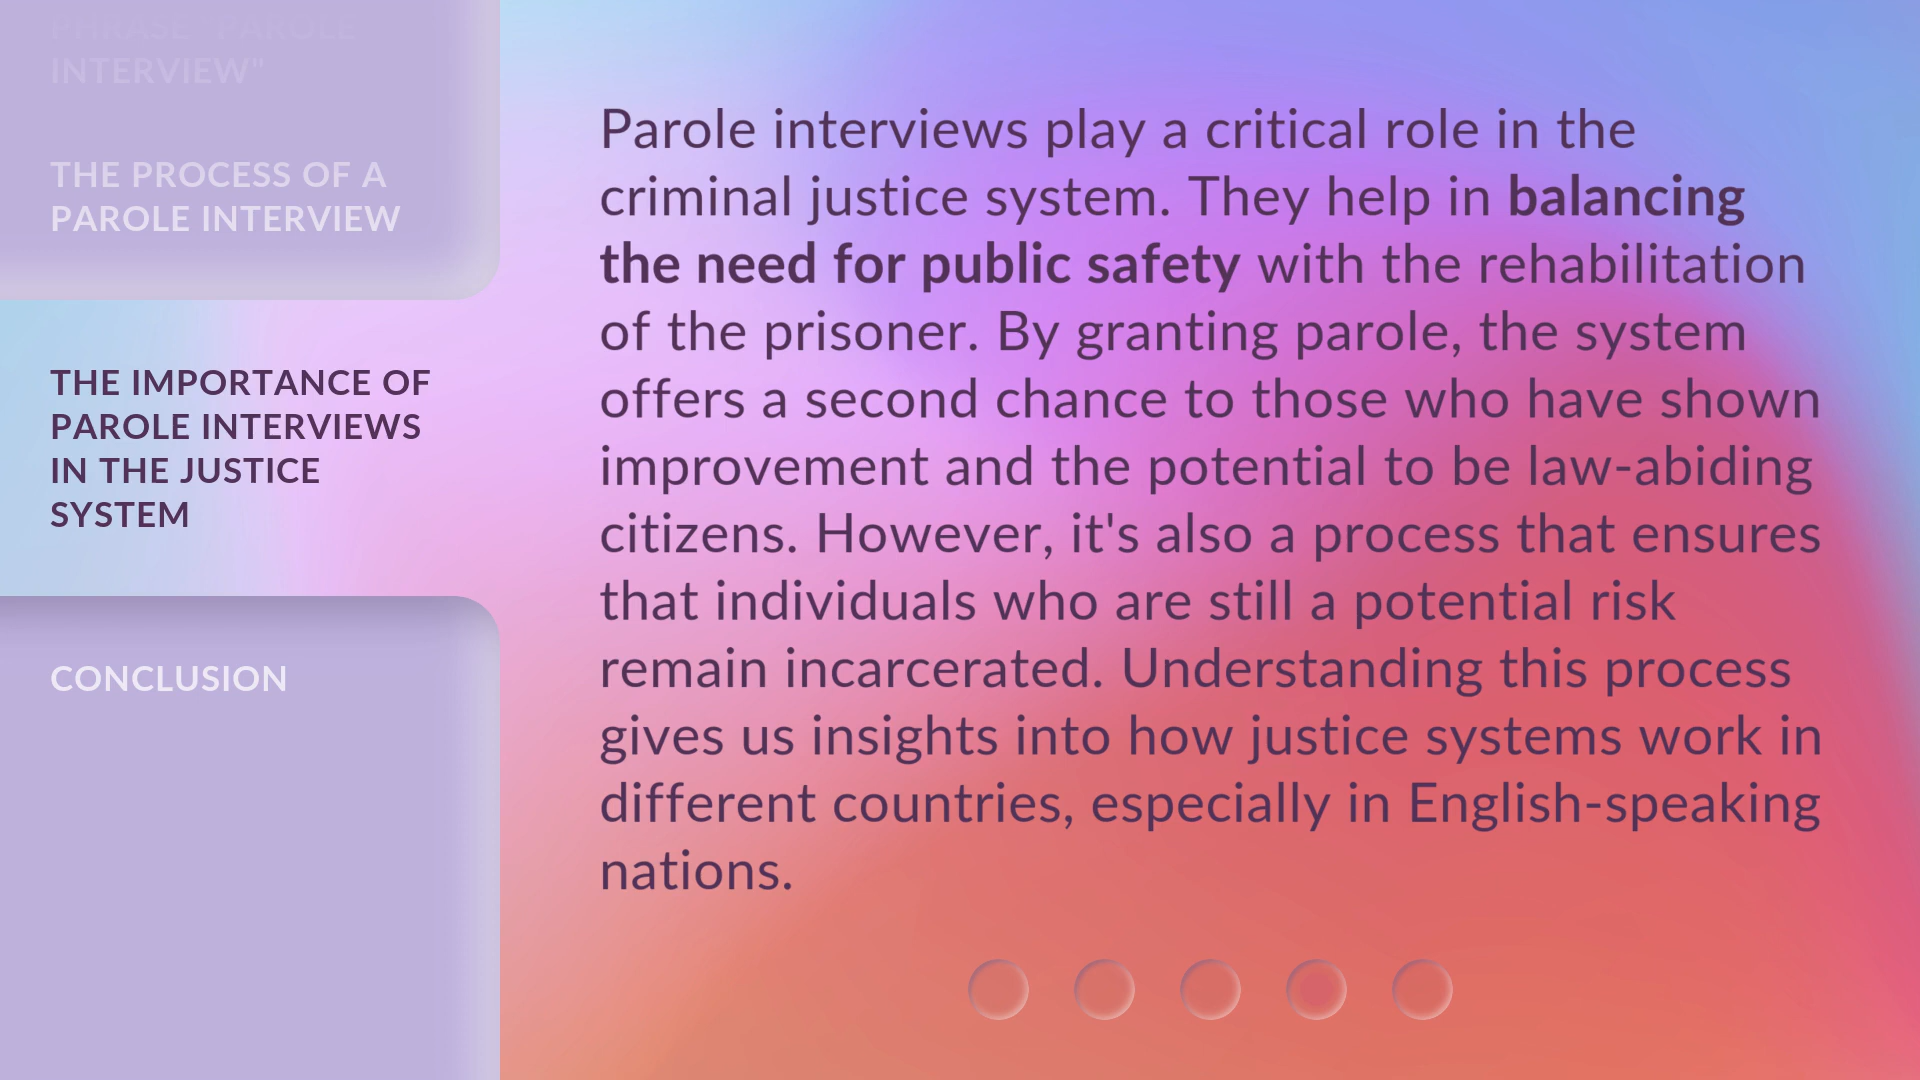 PHRASE "PAROLE
INTERVIEW"
THE PROCESS OF A
PAROLE INTERVIEW
THE IMPORTANCE OF
PAROLE INTERVIEWS
IN THE JUSTICE
SYSTEM
CONCLUSION
Parole interviews play a critical role in the
criminal justice system. They help in balancing
the need for public safety with the rehabilitation
of the prisoner. By granting parole, the system
offers a second chance to those who have shown
improvement and the potential to be law-abiding
citizens. However, it's also a process that ensures
that individuals who are still a potential risk
remain incarcerated. Understanding this process
gives us insights into how justice systems work in
different countries, especially in English-speaking
nations.